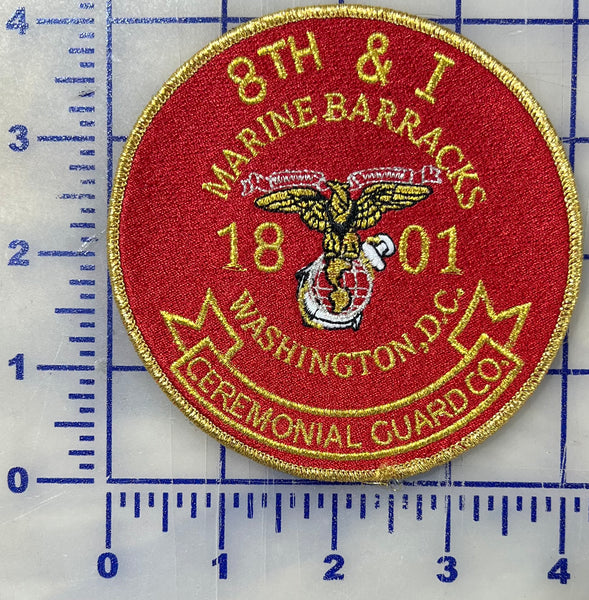 8TH & I
MARINE BARRACKS
18 01
WASHINGTON, D.C.
CEREMONIAL GUARD CO.
4
3
2
1
0
0 1 2 3 4